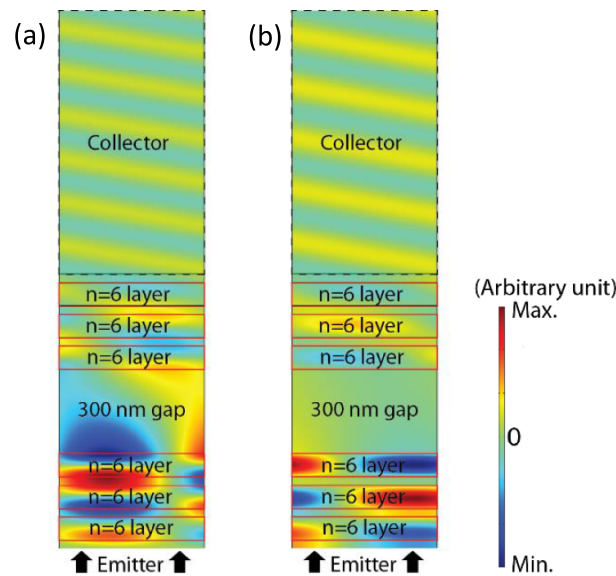 (a)
(b)
Collector
Collector
(Arbitrary unit)
Max.
0
Min.
n=6 layer
n=6 layer
n=6 layer
300 nm gap
n=6 layer
n=6 layer
n=6 layer
Emitter
n=6 layer
n=6 layer
n=6 layer
300 nm gap
n=6 layer
n=6 layer
n=6 layer
Emitter